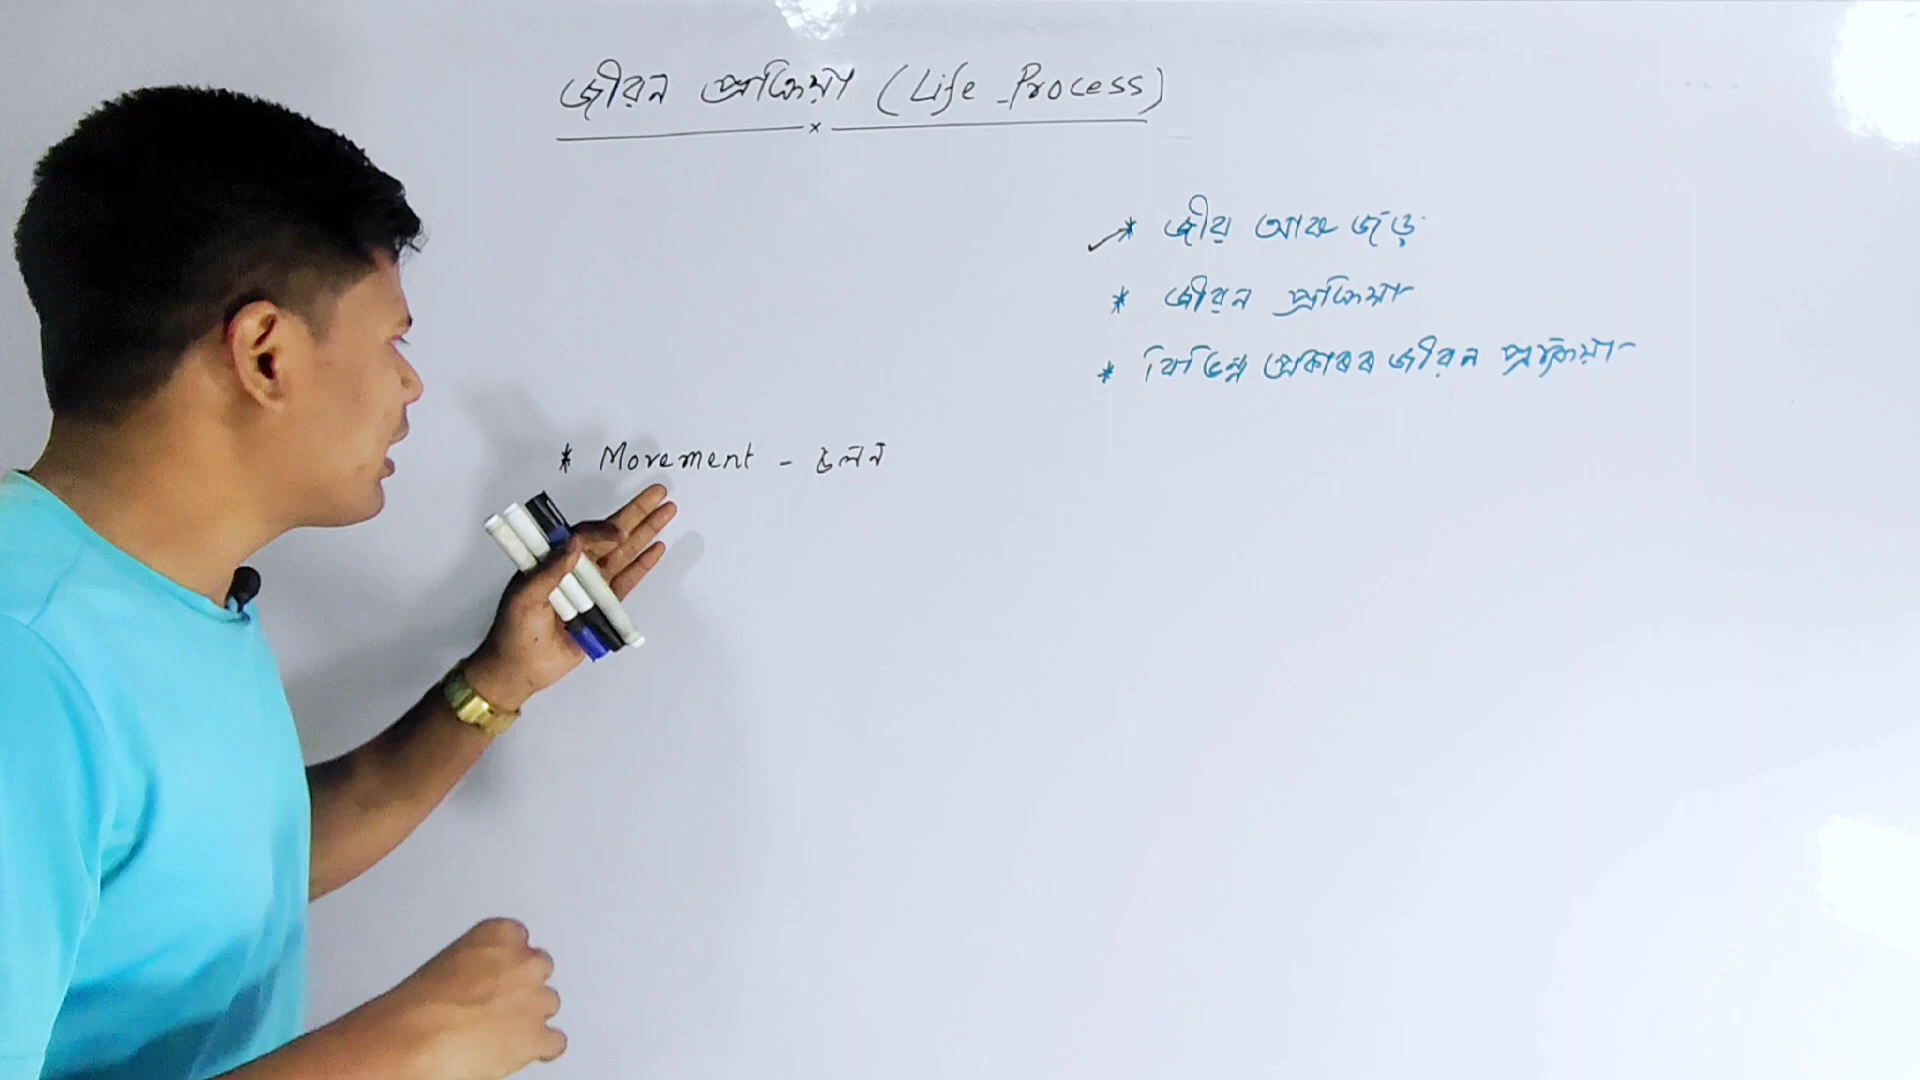 জীৱন প্ৰক্ৰিয়া (Life Process)
* জীৱ আৰু জড়
* জীৱন প্ৰক্ৰিয়া
* বিভিন্ন প্ৰকাৰৰ জীৱন প্ৰক্ৰিয়া
* Movement - চলন